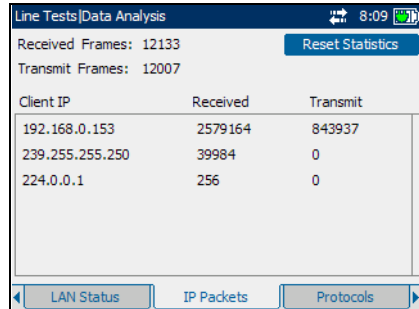 Line Tests|Data Analysis 8:09
Received Frames: 12133 Reset Statistics
Transmit Frames: 12007
Client IP Received Transmit
192.168.0.153 2579164 843937
239.255.255.250 39984 0
224.0.0.1 256 0
LAN Status IP Packets Protocols